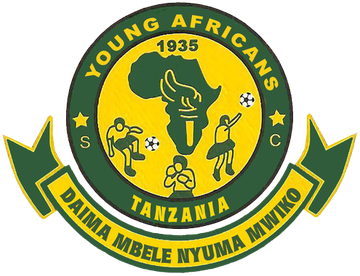 YOUNG AFRICANS
1935
S C
TANZANIA
DAIMA MBELE NYUMA MWIKO